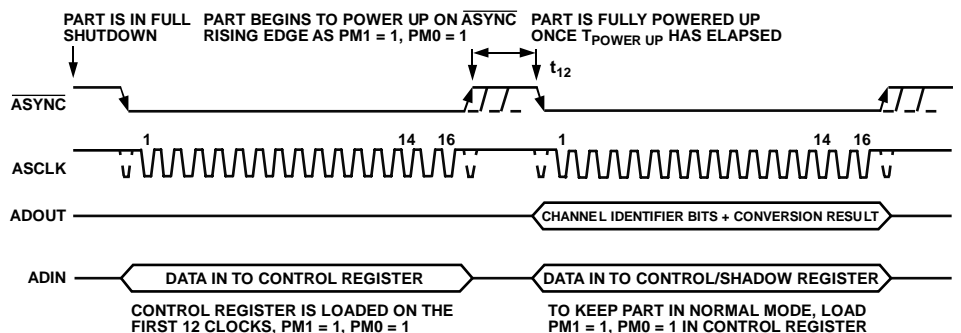 PART IS IN FULL
SHUTDOWN
PART BEGINS TO POWER UP ON ASYNC
RISING EDGE AS PM1 = 1, PM0 = 1
PART IS FULLY POWERED UP
ONCE TPOWER UP HAS ELAPSED
t12
ASYNC
1 14 16 1 14 16
ASCLK
ADOUT
CHANNEL IDENTIFIER BITS + CONVERSION RESULT
ADIN
DATA IN TO CONTROL REGISTER
DATA IN TO CONTROL/SHADOW REGISTER
CONTROL REGISTER IS LOADED ON THE
FIRST 12 CLOCKS, PM1 = 1, PM0 = 1
TO KEEP PART IN NORMAL MODE, LOAD
PM1 = 1, PM0 = 1 IN CONTROL REGISTER